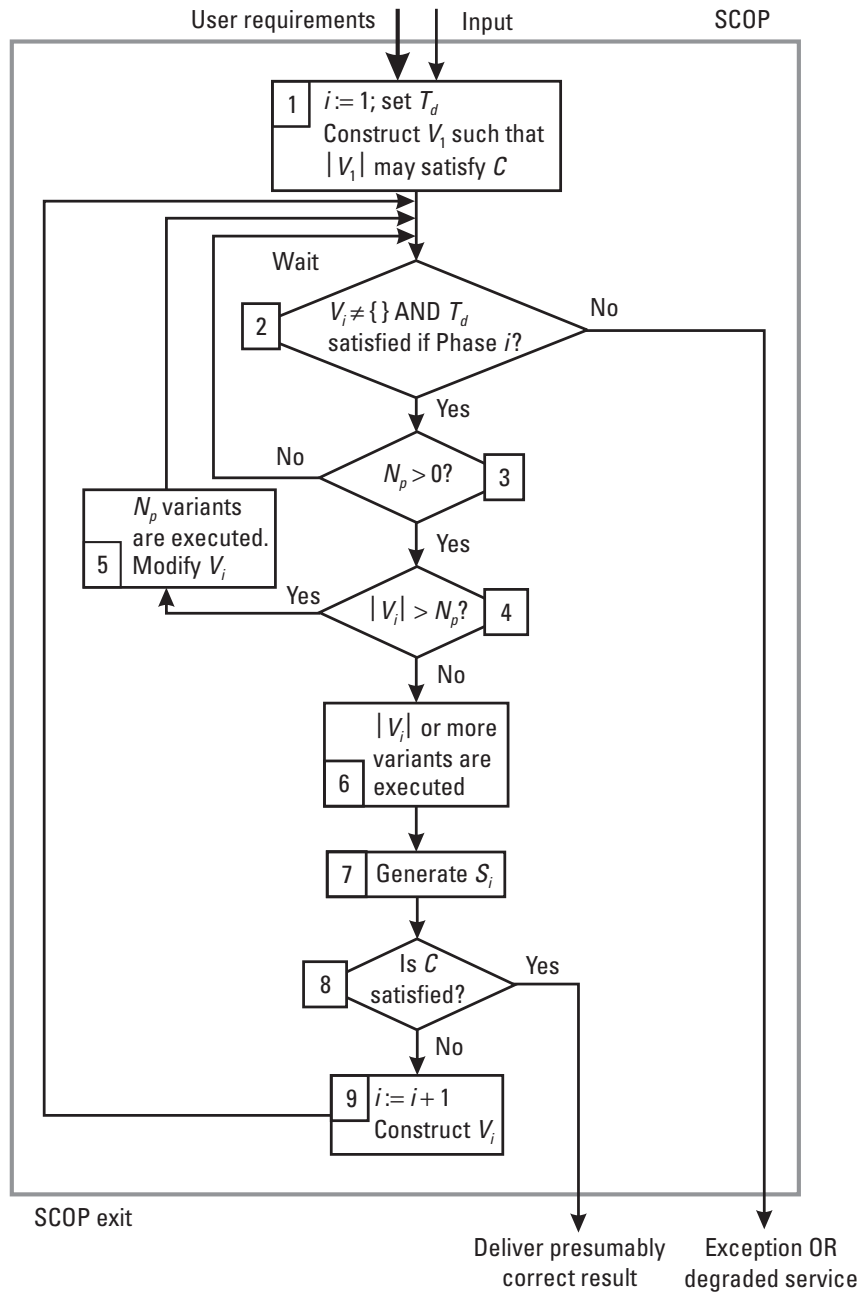 User requirements
Input
SCOP
1
i := 1; set T_d
Construct V_1 such that
|V_1| may satisfy C
Wait
2
V_i ≠ { } AND T_d
satisfied if Phase i?
No
Yes
No
N_p > 0?
3
N_p variants
are executed.
5
Modify V_i
Yes
Yes
|V_i| > N_p?
4
No
|V_i| or more
variants are
6
executed
7
Generate S_i
8
Is C
satisfied?
Yes
No
9
i := i + 1
Construct V_i
SCOP exit
Deliver presumably
correct result
Exception OR
degraded service